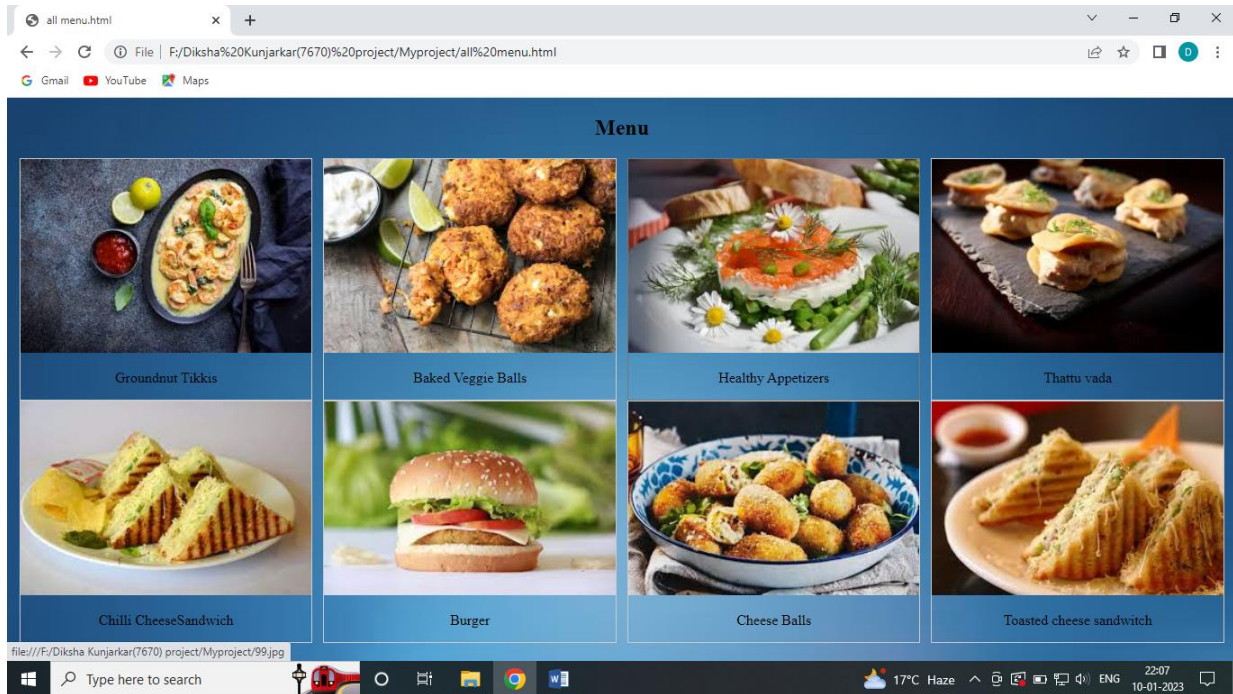 all menu.html
File F:/Diksha%20Kunjarkar(7670)%20project/Myproject/all%20menu.html
D
Gmail YouTube Maps
Menu
Groundnut Tikkis Baked Veggie Balls Healthy Appetizers Thattu vada
Chilli CheeseSandwich Burger Cheese Balls Toasted cheese sandwitch
file:///F:/Diksha Kunjarkar(7670) project/Myproject/99.jpg
Type here to search 17°C Haze ENG 22:07
10-01-2023